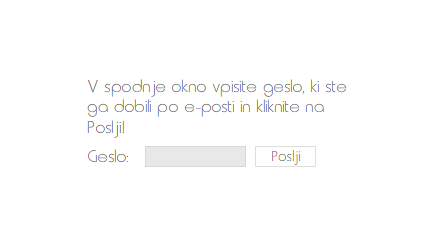 V spodnje okno vpisite geslo, ki ste
ga dobili po e-posti in kliknite na
Poslji!
Geslo: Poslji